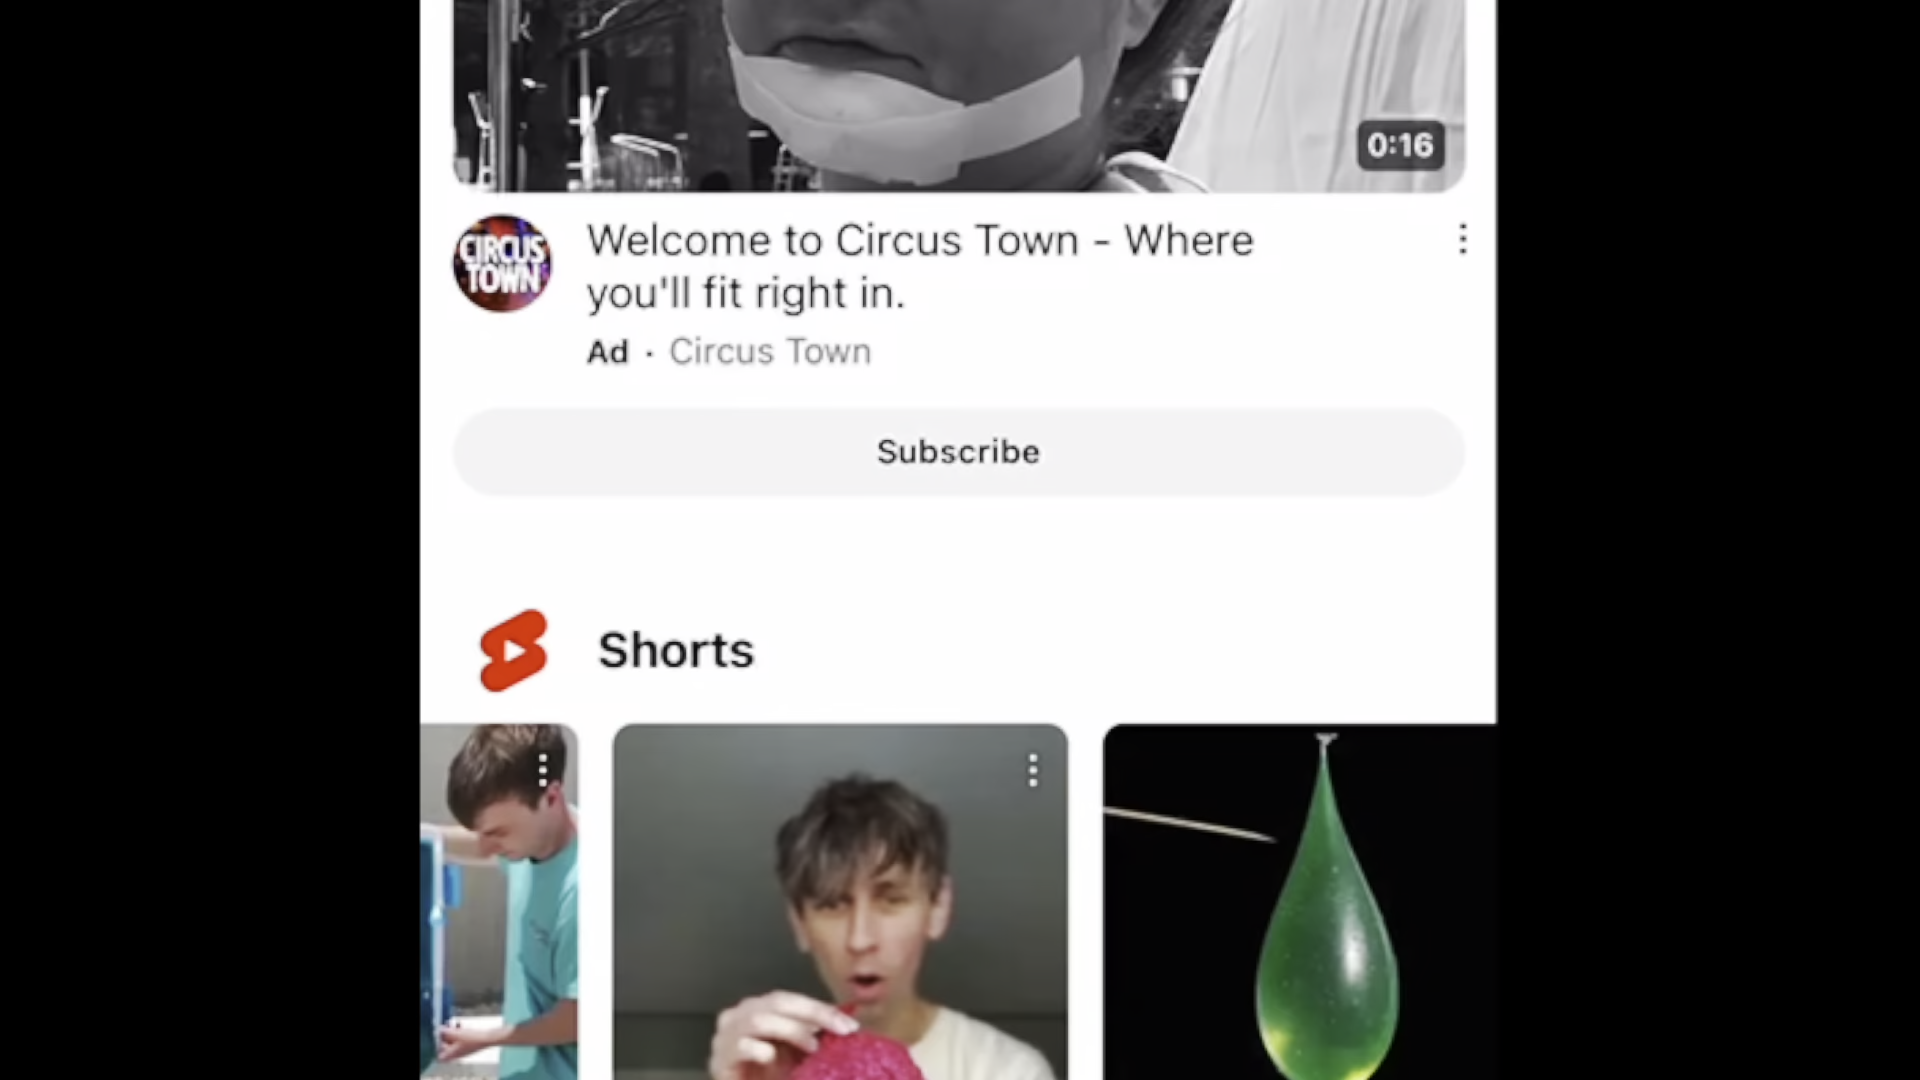 0:16
CIRCUS
TOWN
Welcome to Circus Town - Where
you'll fit right in.
Ad · Circus Town
Subscribe
Shorts